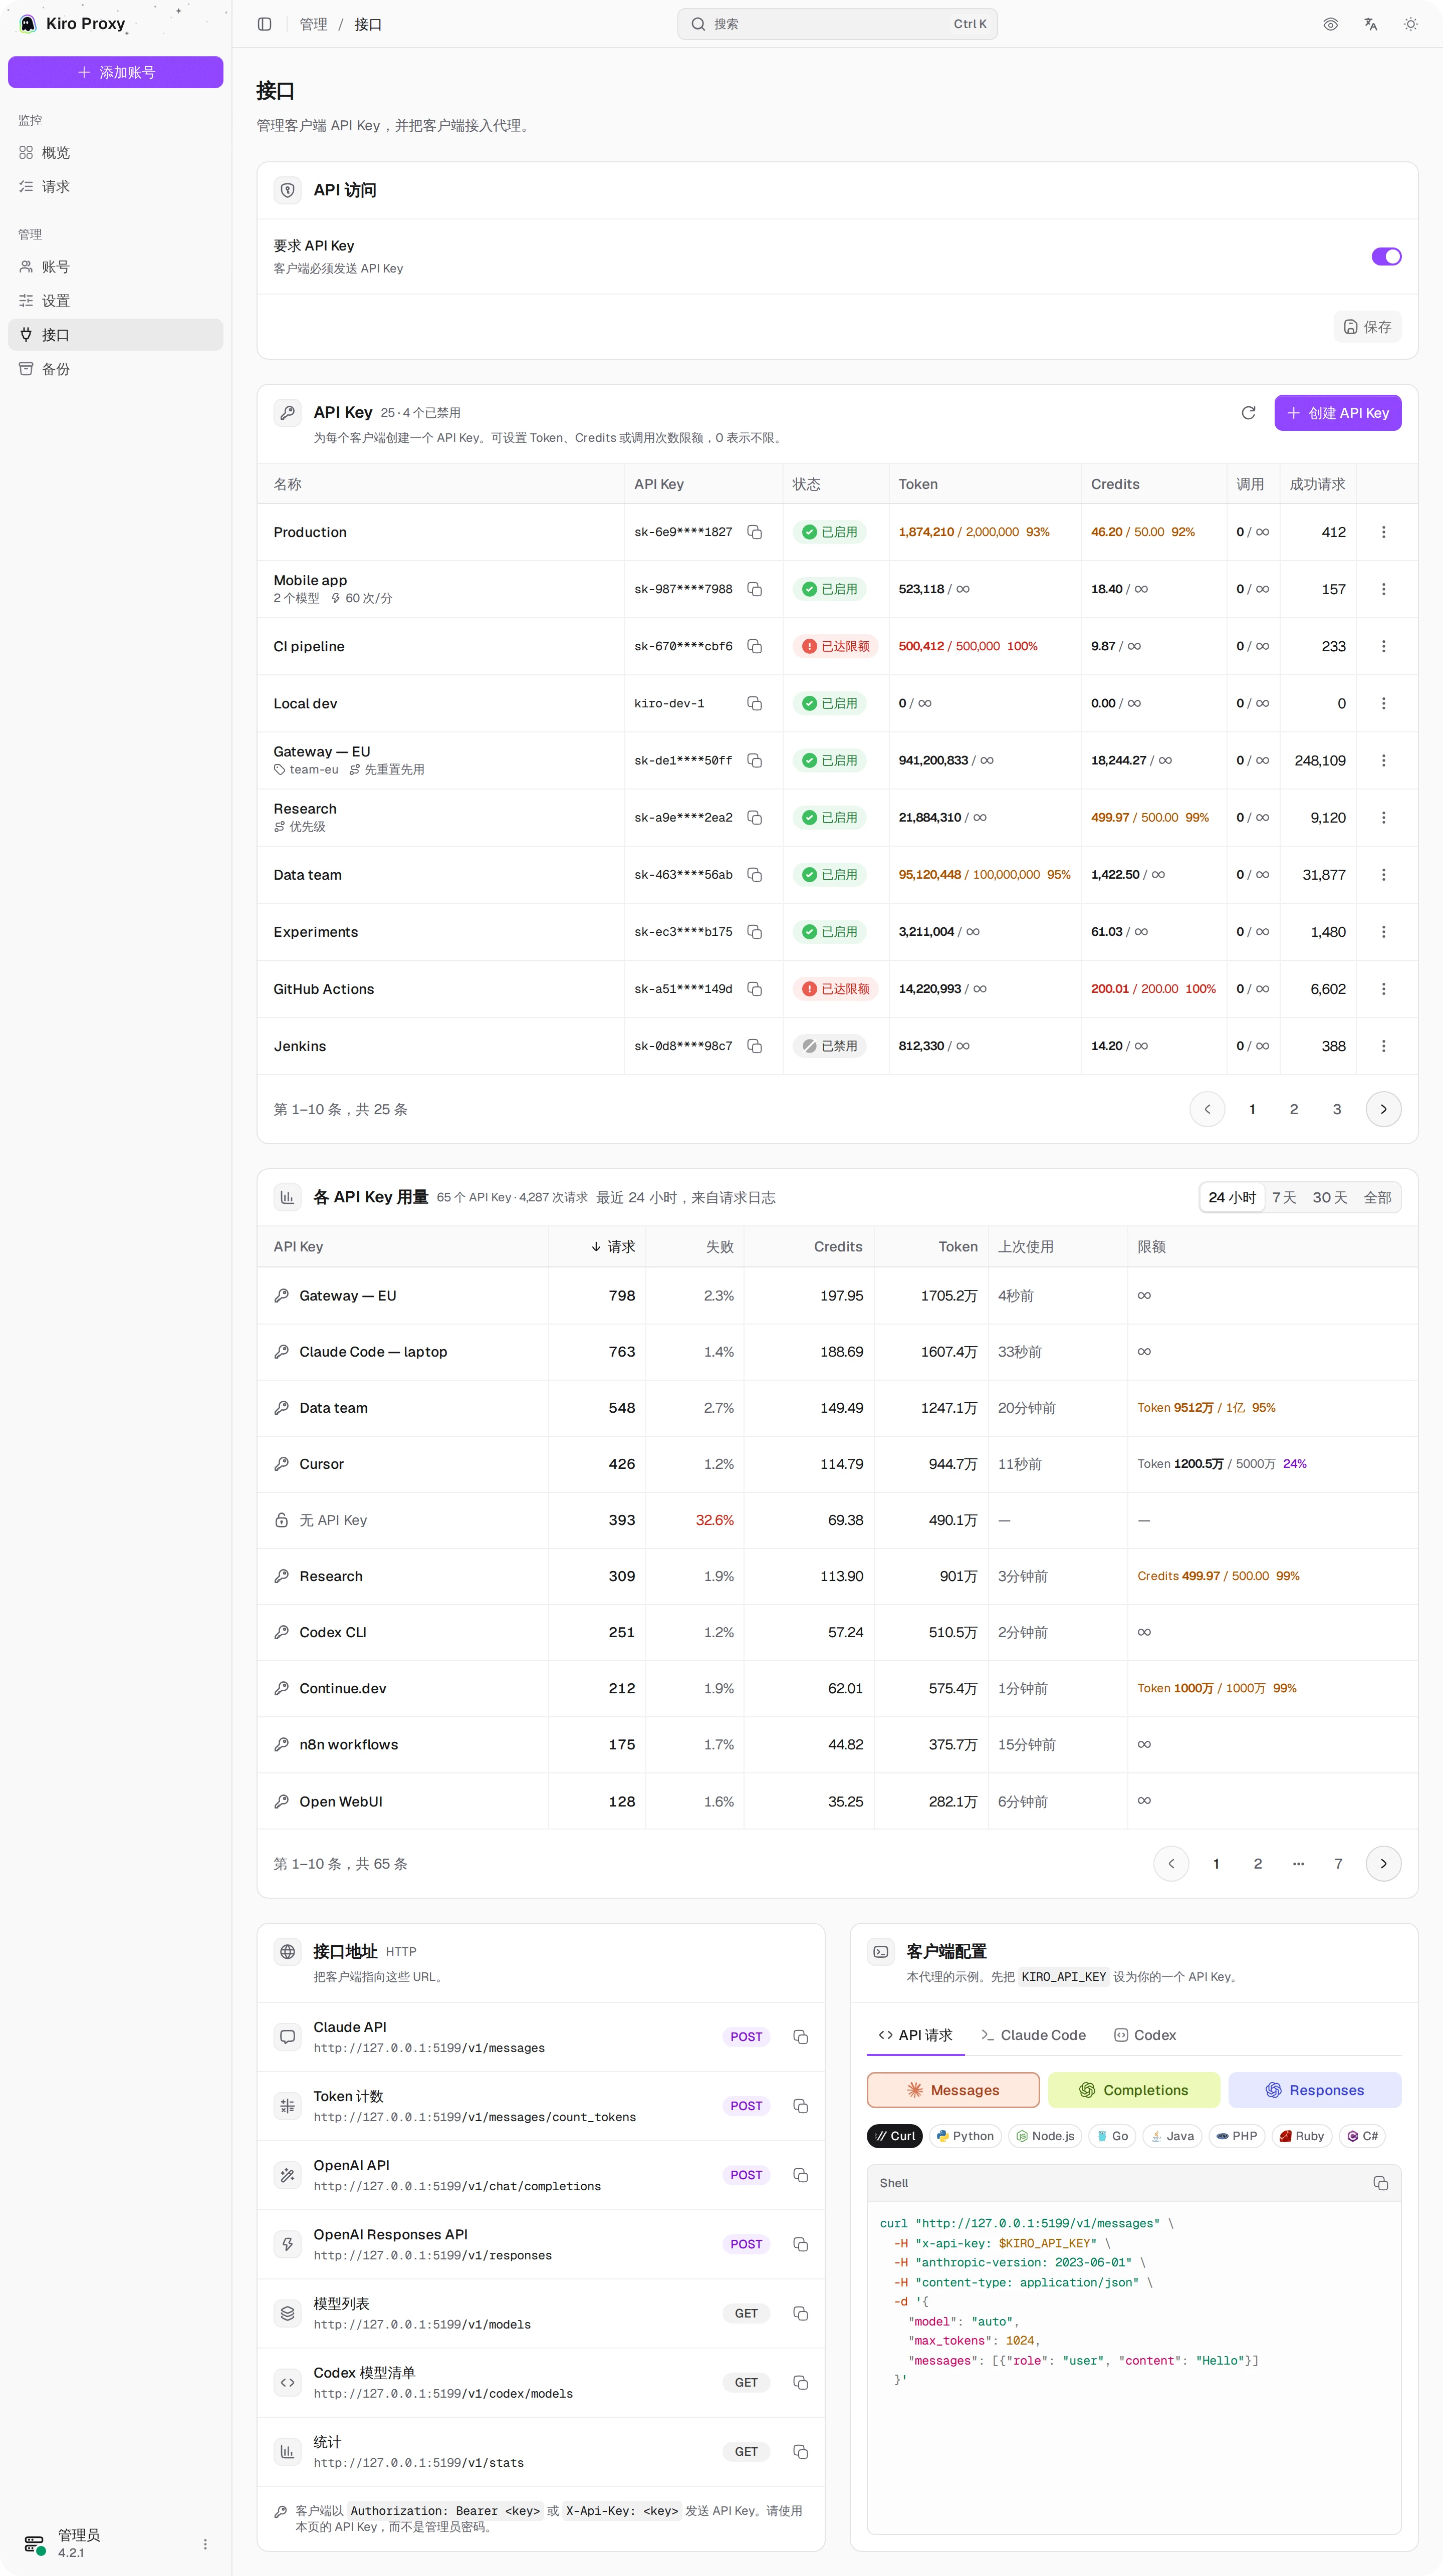 Kiro Proxy
管理 / 接口
搜索 Ctrl K
添加账号
监控
概览
请求
管理
账号
设置
接口
备份
接口
管理客户端 API Key，并把客户端接入代理。
API 访问
要求 API Key
客户端必须发送 API Key
保存
API Key 25 · 4 个已禁用
为每个客户端创建一个 API Key。可设置 Token、Credits 或调用次数限额，0 表示不限。
创建 API Key
名称 API Key 状态 Token Credits 调用 成功请求
Production sk-6e9****1827 已启用 1,874,210 / 2,000,000 93% 46.20 / 50.00 92% 0 / ∞ 412
Mobile app
2 个模型 60 次/分
sk-987****7988 已启用 523,118 / ∞ 18.40 / ∞ 0 / ∞ 157
CI pipeline sk-670****cbf6 已达限额 500,412 / 500,000 100% 9.87 / ∞ 0 / ∞ 233
Local dev kiro-dev-1 已启用 0 / ∞ 0.00 / ∞ 0 / ∞ 0
Gateway — EU
team-eu 先重置先用
sk-de1****50ff 已启用 941,200,833 / ∞ 18,244.27 / ∞ 0 / ∞ 248,109
Research
优先级
sk-a9e****2ea2 已启用 21,884,310 / ∞ 499.97 / 500.00 99% 0 / ∞ 9,120
Data team sk-463****56ab 已启用 95,120,448 / 100,000,000 95% 1,422.50 / ∞ 0 / ∞ 31,877
Experiments sk-ec3****b175 已启用 3,211,004 / ∞ 61.03 / ∞ 0 / ∞ 1,480
GitHub Actions sk-a51****149d 已达限额 14,220,993 / ∞ 200.01 / 200.00 100% 0 / ∞ 6,602
Jenkins sk-0d8****98c7 已禁用 812,330 / ∞ 14.20 / ∞ 0 / ∞ 388
第 1–10 条，共 25 条 1 2 3
各 API Key 用量 65 个 API Key · 4,287 次请求 最近 24 小时，来自请求日志
24 小时 7 天 30 天 全部
API Key ↓ 请求 失败 Credits Token 上次使用 限额
Gateway — EU 798 2.3% 197.95 1705.2万 4秒前 ∞
Claude Code — laptop 763 1.4% 188.69 1607.4万 33秒前 ∞
Data team 548 2.7% 149.49 1247.1万 20分钟前 Token 9512万 / 1亿 95%
Cursor 426 1.2% 114.79 944.7万 11秒前 Token 1200.5万 / 5000万 24%
无 API Key 393 32.6% 69.38 490.1万 — —
Research 309 1.9% 113.90 901万 3分钟前 Credits 499.97 / 500.00 99%
Codex CLI 251 1.2% 57.24 510.5万 2分钟前 ∞
Continue.dev 212 1.9% 62.01 575.4万 1分钟前 Token 1000万 / 1000万 99%
n8n workflows 175 1.7% 44.82 375.7万 15分钟前 ∞
Open WebUI 128 1.6% 35.25 282.1万 6分钟前 ∞
第 1–10 条，共 65 条 1 2 ··· 7
接口地址 HTTP
把客户端指向这些 URL。
Claude API
http://127.0.0.1:5199/v1/messages
POST
Token 计数
http://127.0.0.1:5199/v1/messages/count_tokens
POST
OpenAI API
http://127.0.0.1:5199/v1/chat/completions
POST
OpenAI Responses API
http://127.0.0.1:5199/v1/responses
POST
模型列表
http://127.0.0.1:5199/v1/models
GET
Codex 模型清单
http://127.0.0.1:5199/v1/codex/models
GET
统计
http://127.0.0.1:5199/v1/stats
GET
客户端以 Authorization: Bearer <key> 或 X-Api-Key: <key> 发送 API Key。请使用
本页的 API Key，而不是管理员密码。
客户端配置
本代理的示例。先把 KIRO_API_KEY 设为你的一个 API Key。
API 请求 Claude Code Codex
Messages Completions Responses
Curl Python Node.js Go Java PHP Ruby C#
Shell
curl "http://127.0.0.1:5199/v1/messages" \
-H "x-api-key: $KIRO_API_KEY" \
-H "anthropic-version: 2023-06-01" \
-H "content-type: application/json" \
-d '{
"model": "auto",
"max_tokens": 1024,
"messages": [{"role": "user", "content": "Hello"}]
}'
管理员
4.2.1